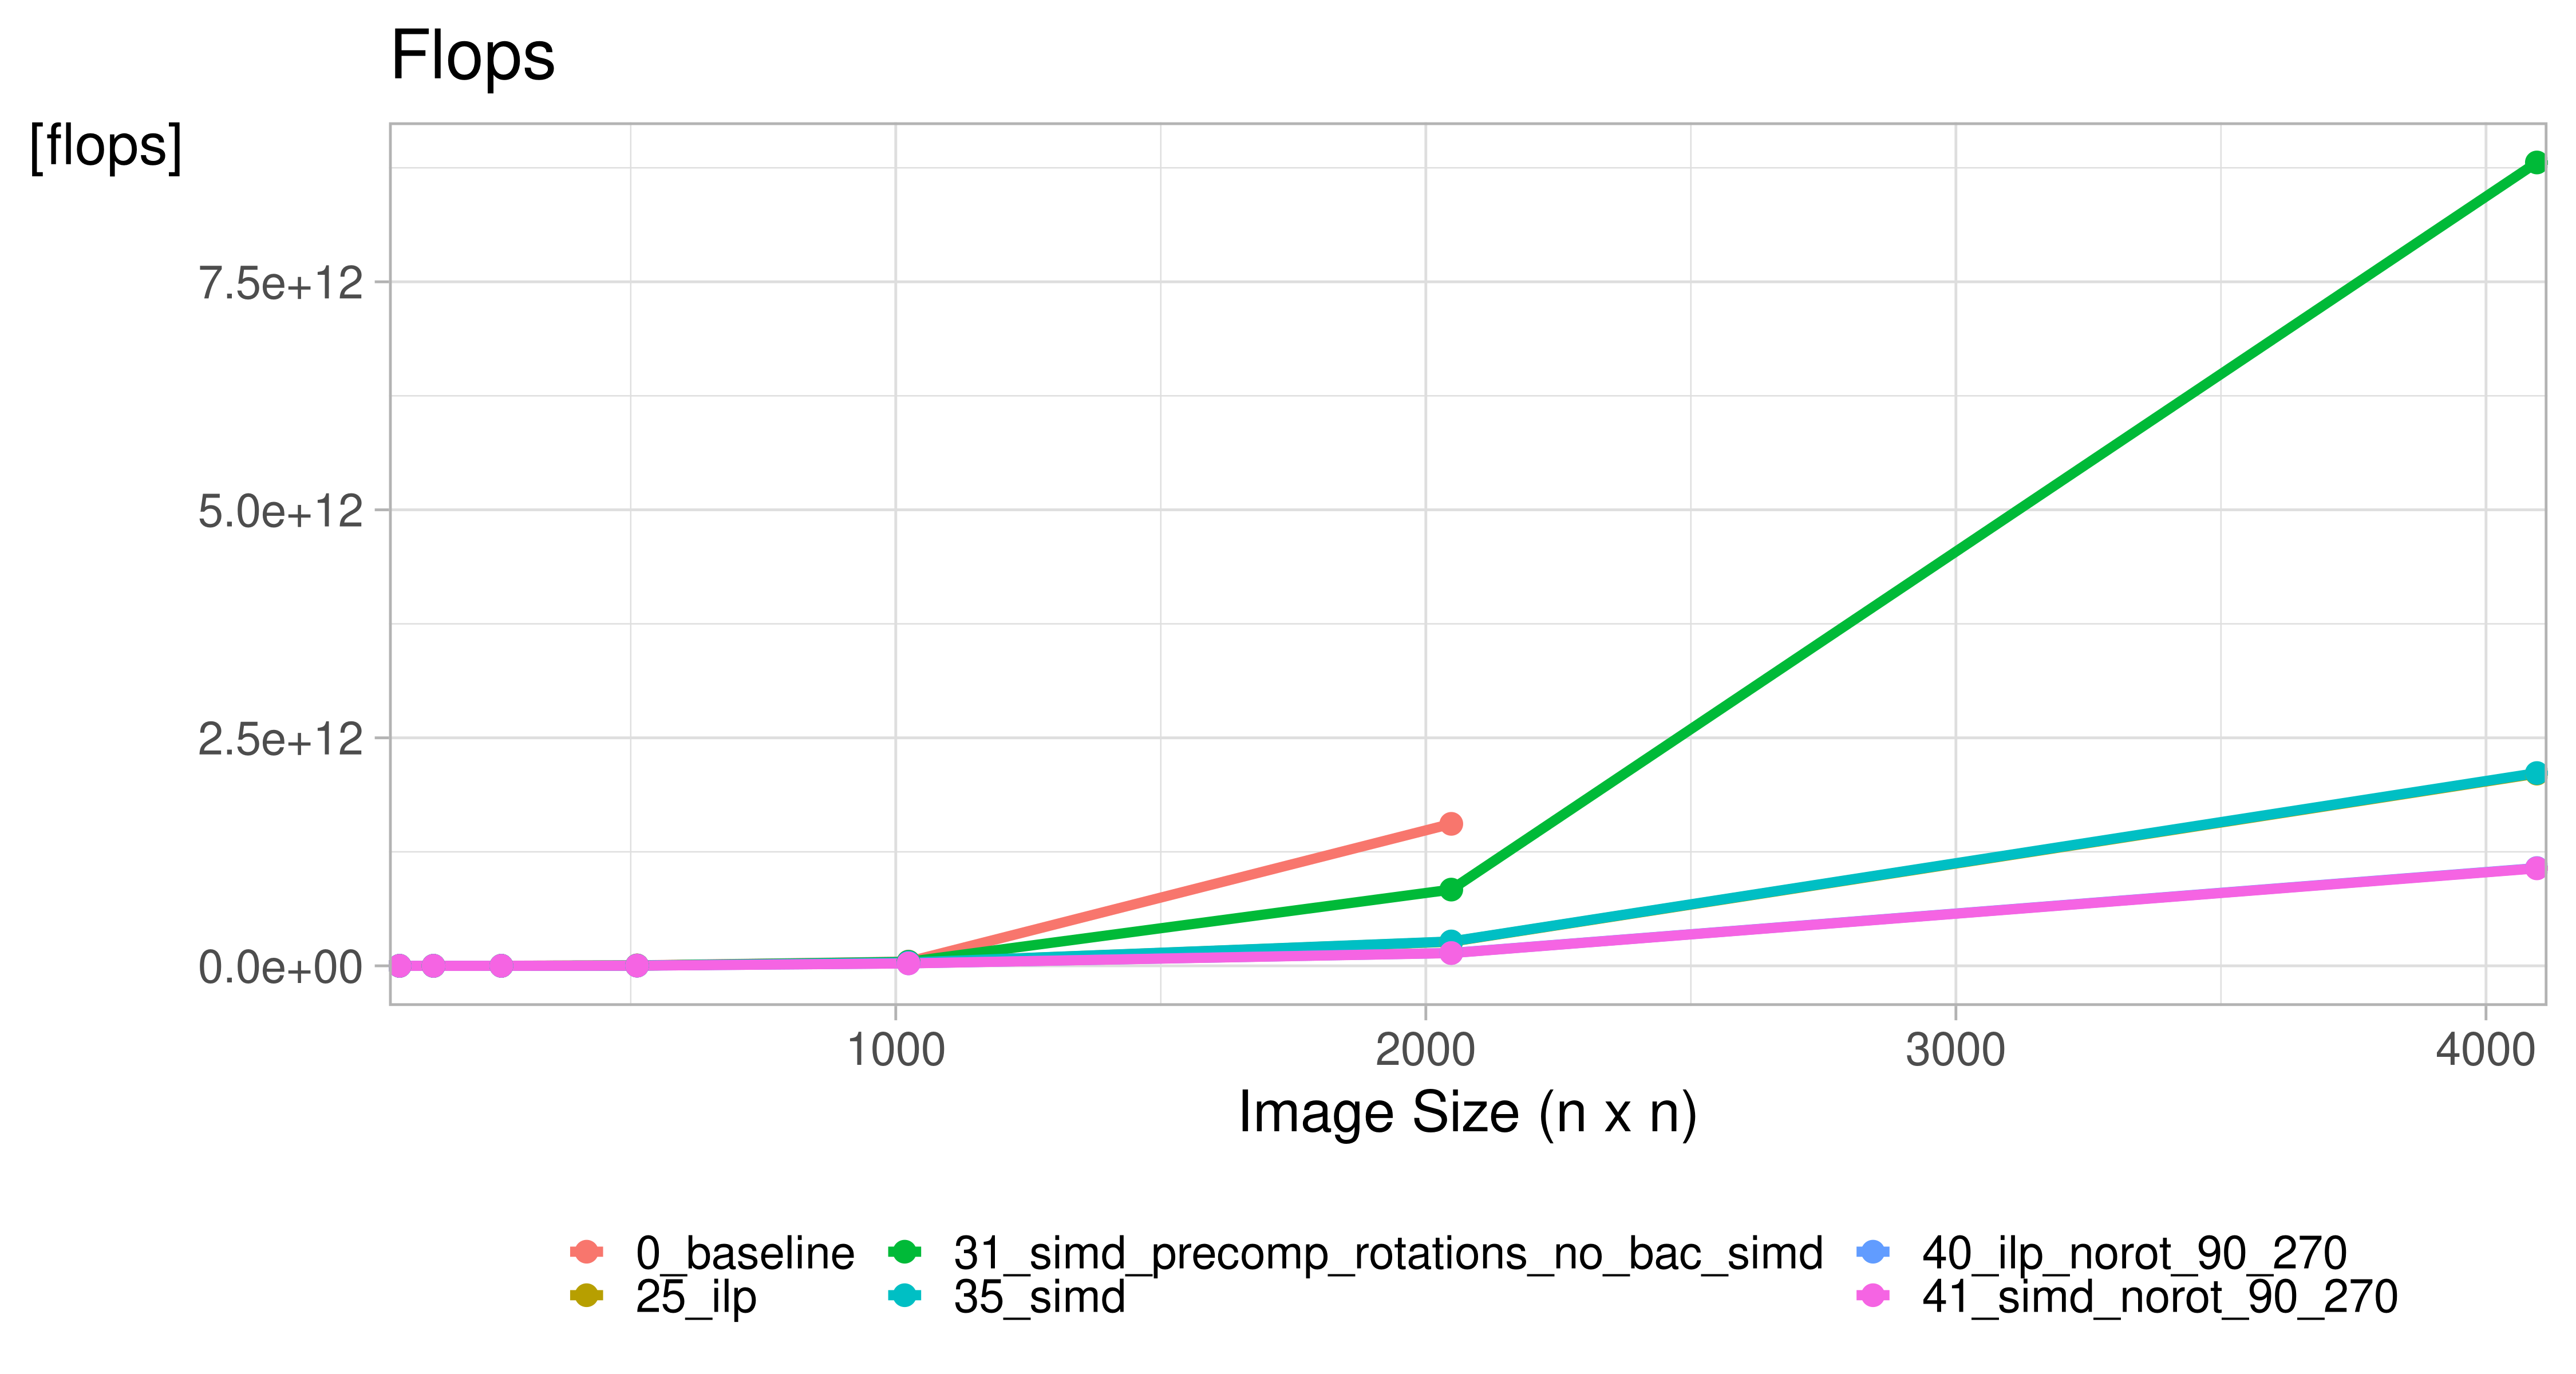 Flops
[flops]
7.5e+12
5.0e+12
2.5e+12
0.0e+00
1000 2000 3000 4000
Image Size (n x n)
0_baseline 31_simd_precomp_rotations_no_bac_simd 40_ilp_norot_90_270
25_ilp 35_simd 41_simd_norot_90_270